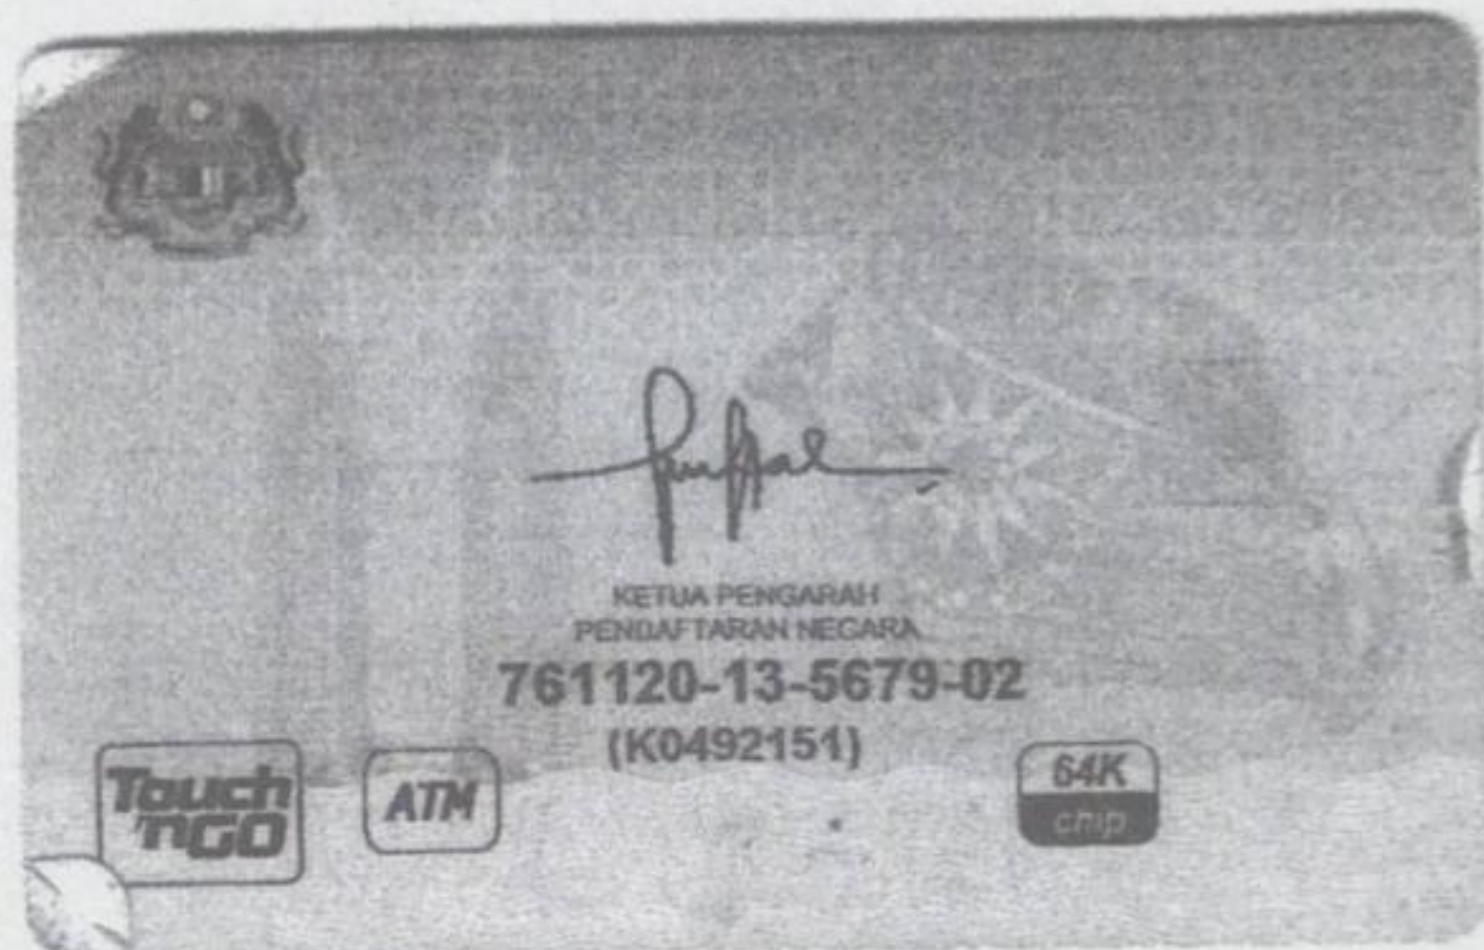 KETUA PENGARAH
PENDAFTARAN NEGARA
761120-13-5679-02
(K0492151)
Touch
'nGO
ATM
64K
chip